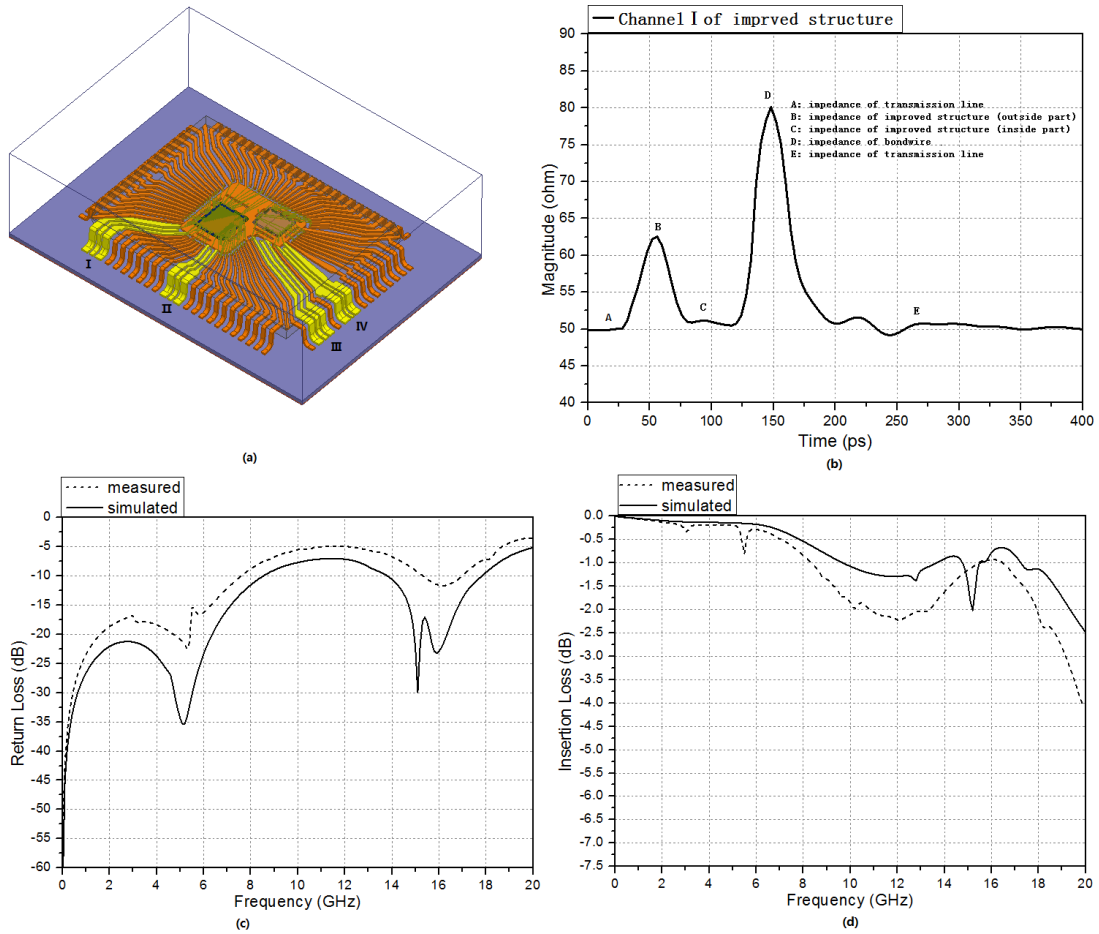 I
II
III
IV
(a)
Channel I of imprved structure
90
85
80
75
70
65
60
55
50
45
40
Magnitude (ohm)
A
B
C
D
E
A: impedance of transmission line
B: impedance of improved structure (outside part)
C: impedance of improved structure (inside part)
D: impedance of bondwire
E: impedance of transmission line
0 50 100 150 200 250 300 350 400
Time (ps)
(b)
measured
simulated
0
-5
-10
-15
-20
-25
-30
-35
-40
-45
-50
-55
-60
Return Loss (dB)
0 2 4 6 8 10 12 14 16 18 20
Frequency (GHz)
(c)
measured
simulated
0.0
-0.5
-1.0
-1.5
-2.0
-2.5
-3.0
-3.5
-4.0
-4.5
-5.0
-5.5
-6.0
-6.5
-7.0
-7.5
Insertion Loss (dB)
0 2 4 6 8 10 12 14 16 18 20
Frequency (GHz)
(d)